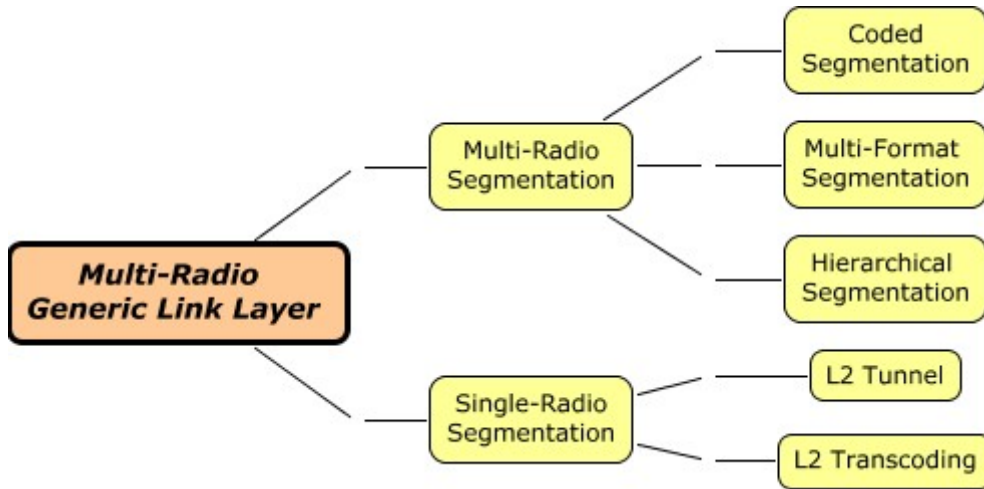 Coded
Segmentation
Multi-Radio
Segmentation
Multi-Format
Segmentation
Multi-Radio
Generic Link Layer
Hierarchical
Segmentation
Single-Radio
Segmentation
L2 Tunnel
L2 Transcoding